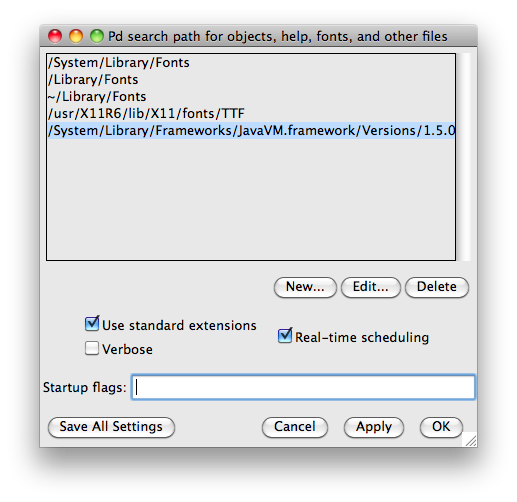 Pd search path for objects, help, fonts, and other files
/System/Library/Fonts
/Library/Fonts
~/Library/Fonts
/usr/X11R6/lib/X11/fonts/TTF
/System/Library/Frameworks/JavaVM.framework/Versions/1.5.0
New... Edit... Delete
Use standard extensions
Real-time scheduling
Verbose
Startup flags:
Save All Settings Cancel Apply OK